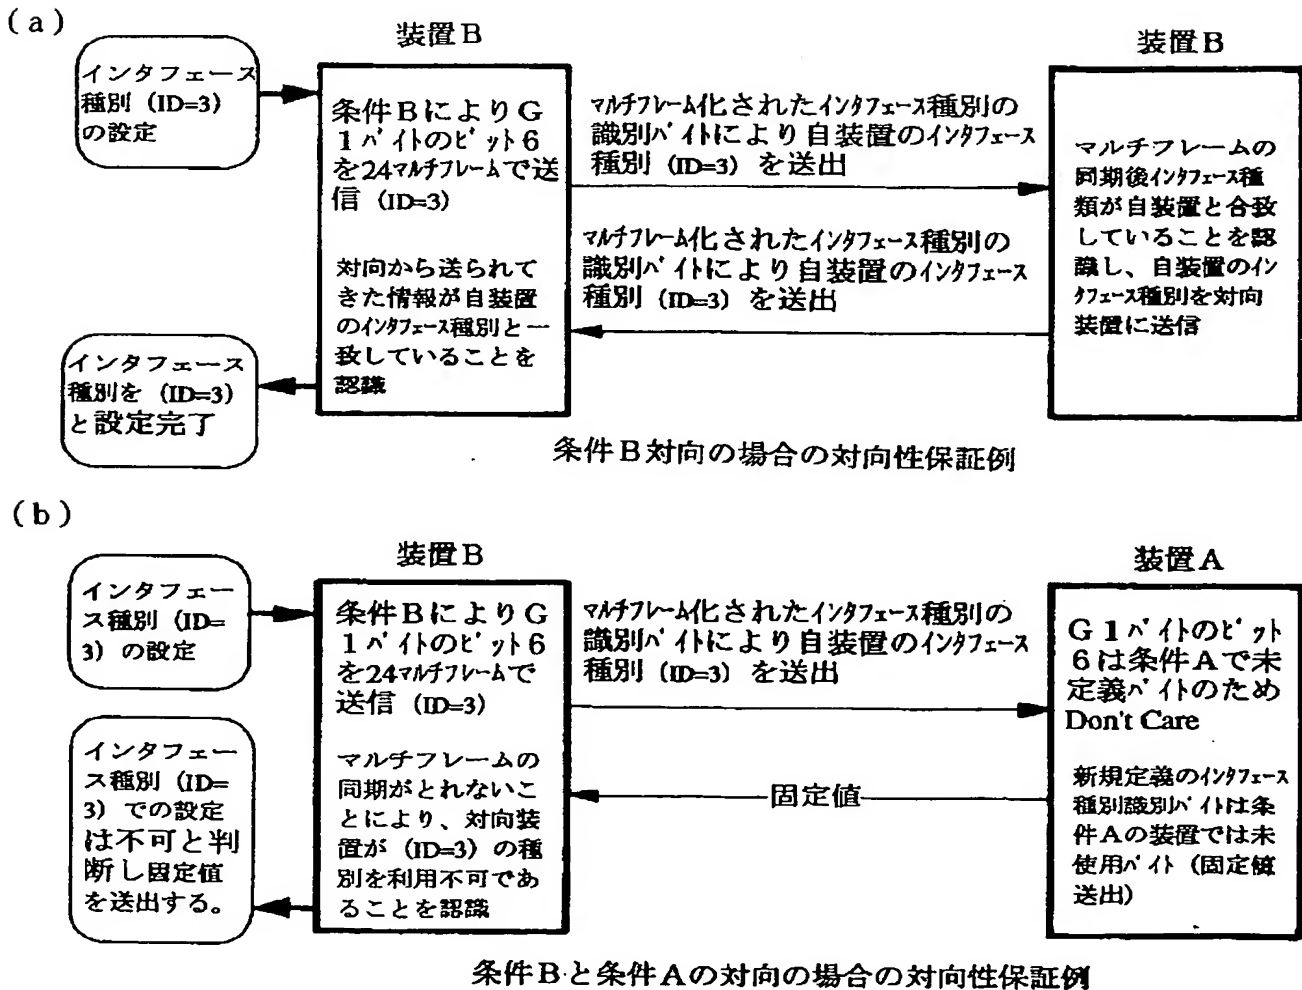 (a)
装置B
装置B
インタフェース
種別 (ID=3)
の設定
条件BによりG
1バイトのビット6
を24マルチフレームで送
信 (ID=3)
対向から送られて
きた情報が自装置
のインタフェース種別と一
致していることを
認識
マルチフレーム化されたインタフェース種別の
識別バイトにより自装置のインタフェース
種別 (ID=3) を送出
マルチフレーム化されたインタフェース種別の
識別バイトにより自装置のインタフェース
種別 (ID=3) を送出
マルチフレームの
同期後インタフェース種
類が自装置と合致
していることを認
識し、自装置のイン
タフェース種別を対向
装置に送信
インタフェース
種別を (ID=3)
と設定完了
条件B対向の場合の対向性保証例
(b)
装置B
装置A
インタフェー
ス種別 (ID=
3) の設定
条件BによりG
1バイトのビット6
を24マルチフレームで
送信 (ID=3)
マルチフレームの
同期がとれないこ
とにより、対向装
置が (ID=3) の種
別を利用不可であ
ることを認識
マルチフレーム化されたインタフェース種別の
識別バイトにより自装置のインタフェース
種別 (ID=3) を送出
固定値
G1バイトのビット
6は条件Aで未
定義バイトのため
Don't Care
新規定義のインタフェース
種別識別バイトは条
件Aの装置では未
使用バイト (固定値
送出)
インタフェー
ス種別 (ID=
3) での設定
は不可と判
断し固定値
を送出する。
条件Bと条件Aの対向の場合の対向性保証例